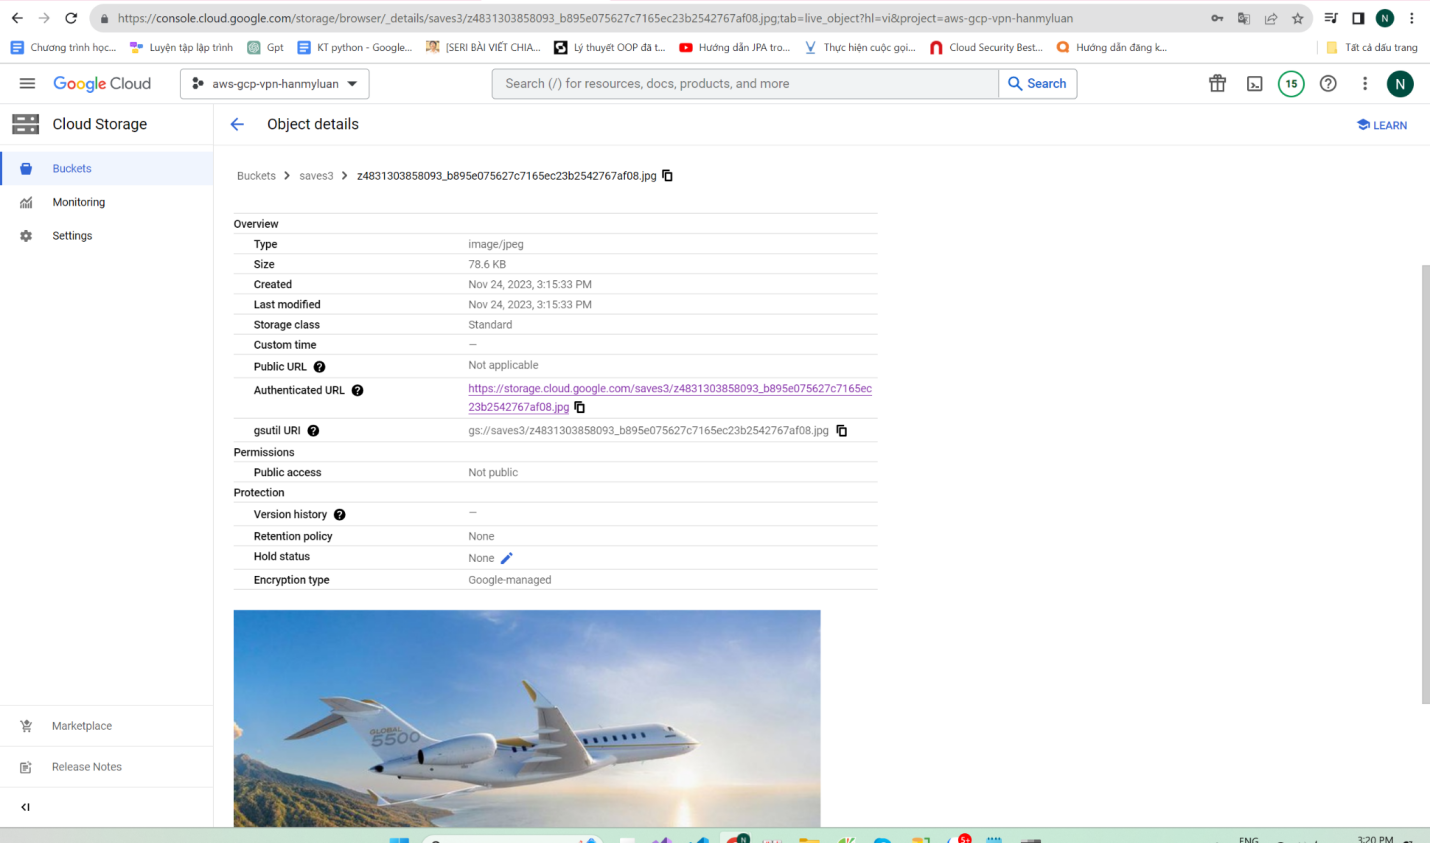 https://console.cloud.google.com/storage/browser/_details/saves3/z4831303858093_b895e075627c7165ec23b2542767af08.jpg;tab=live_object?hl=vi&project=aws-gcp-vpn-hanmyluan
N
Chương trình học...
Luyện tập lập trình
Gpt
KT python - Google...
[SERI BÀI VIẾT CHIA...
Lý thuyết OOP đã t...
Hướng dẫn JPA tro...
Thực hiện cuộc gọi...
Cloud Security Best...
Hướng dẫn đăng k...
Tất cả dấu trang
Google Cloud
aws-gcp-vpn-hanmyluan
Search (/) for resources, docs, products, and more
Search
15
N
Cloud Storage
Object details
LEARN
Buckets
Monitoring
Settings
Buckets > saves3 > z4831303858093_b895e075627c7165ec23b2542767af08.jpg
Overview
Type image/jpeg
Size 78.6 KB
Created Nov 24, 2023, 3:15:33 PM
Last modified Nov 24, 2023, 3:15:33 PM
Storage class Standard
Custom time —
Public URL Not applicable
Authenticated URL https://storage.cloud.google.com/saves3/z4831303858093_b895e075627c7165ec
23b2542767af08.jpg
gsutil URI gs://saves3/z4831303858093_b895e075627c7165ec23b2542767af08.jpg
Permissions
Public access Not public
Protection
Version history —
Retention policy None
Hold status None
Encryption type Google-managed
GLOBAL
5500
Marketplace
Release Notes
N
5+
ENG
3:20 PM